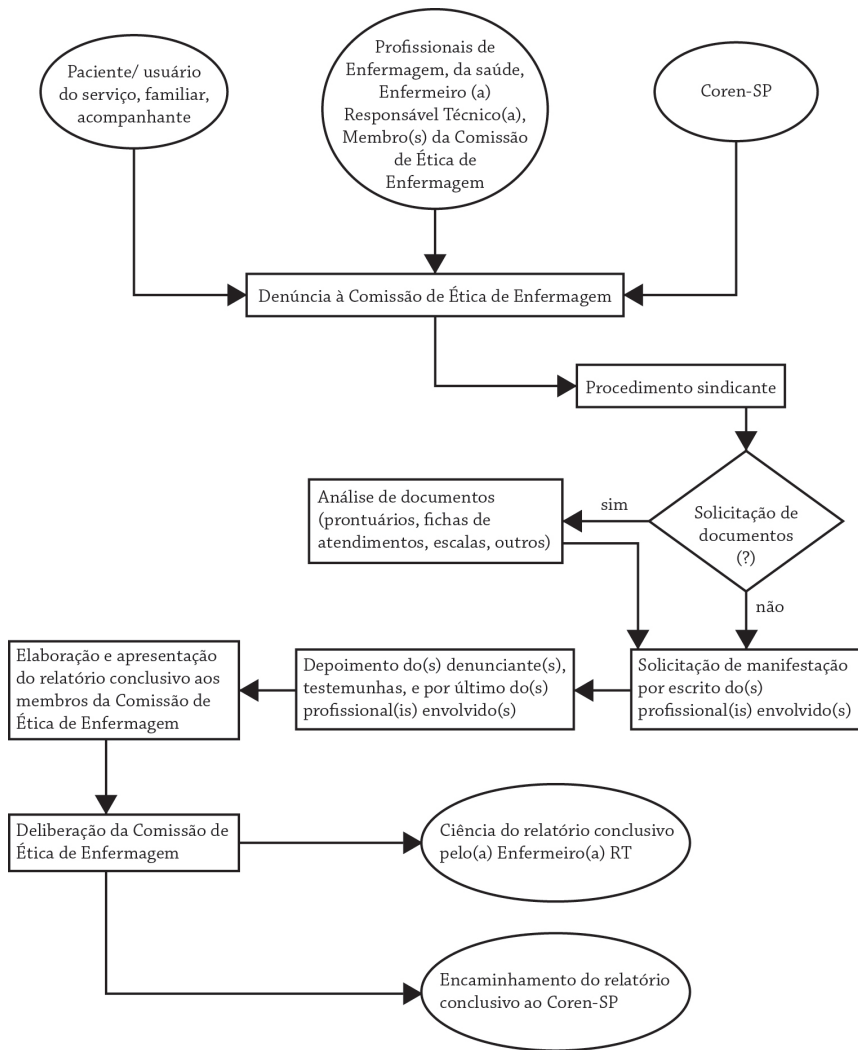 Paciente/ usuário
do serviço, familiar,
acompanhante
Profissionais de
Enfermagem, da saúde,
Enfermeiro (a)
Responsável Técnico(a),
Membro(s) da Comissão
de Ética de
Enfermagem
Coren-SP
Denúncia à Comissão de Ética de Enfermagem
Procedimento sindicante
Solicitação de
documentos
(?)
sim
Análise de documentos
(prontuários, fichas de
atendimentos, escalas, outros)
não
Solicitação de manifestação
por escrito do(s)
profissional(is) envolvido(s)
Depoimento do(s) denunciante(s),
testemunhas, e por último do(s)
profissional(is) envolvido(s)
Elaboração e apresentação
do relatório conclusivo aos
membros da Comissão de
Ética de Enfermagem
Deliberação da Comissão de
Ética de Enfermagem
Ciência do relatório conclusivo
pelo(a) Enfermeiro(a) RT
Encaminhamento do relatório
conclusivo ao Coren-SP